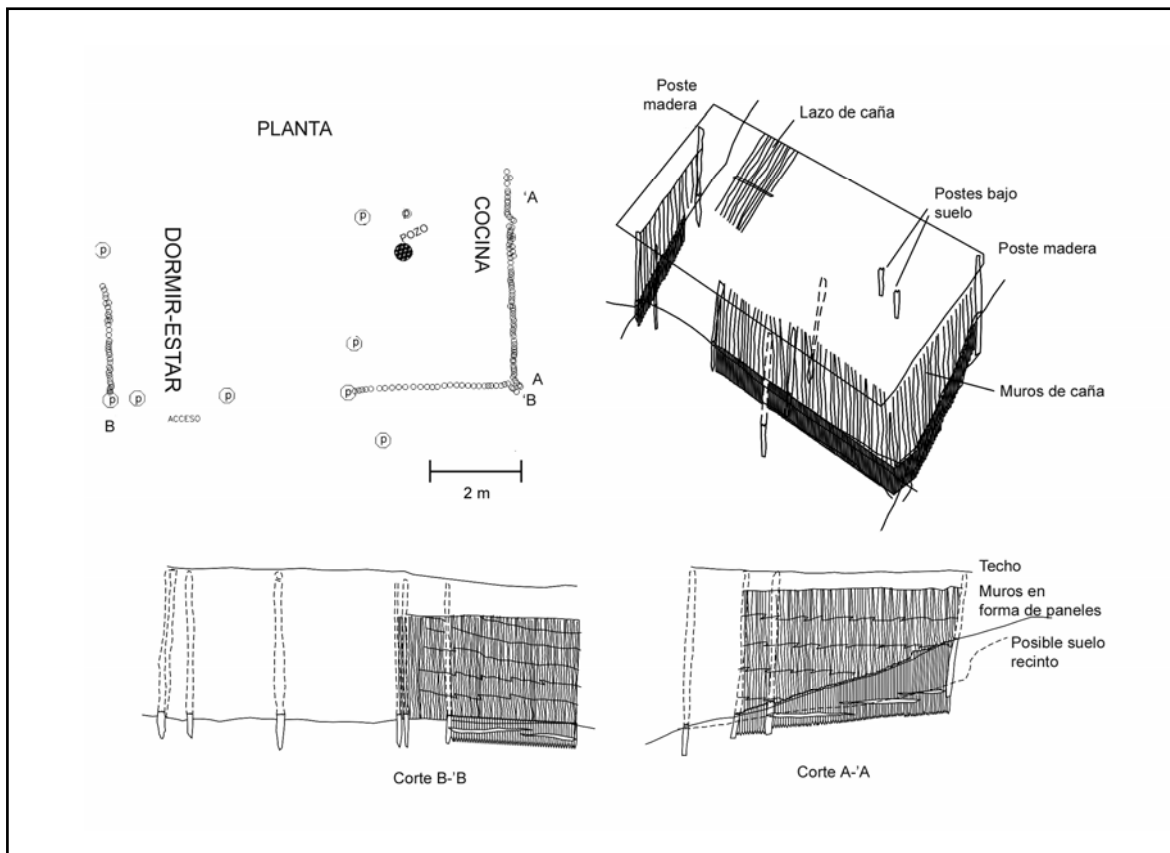 PLANTA
DORMIR-ESTAR
COCINA
POZO
p
p
p
p
p
p
p
p
p
'A
A
'B
B
ACCESO
2 m
Poste
madera
Lazo de caña
Postes bajo
suelo
Poste madera
Muros de caña
Corte B-'B
Techo
Muros en
forma de paneles
Posible suelo
recinto
Corte A-'A